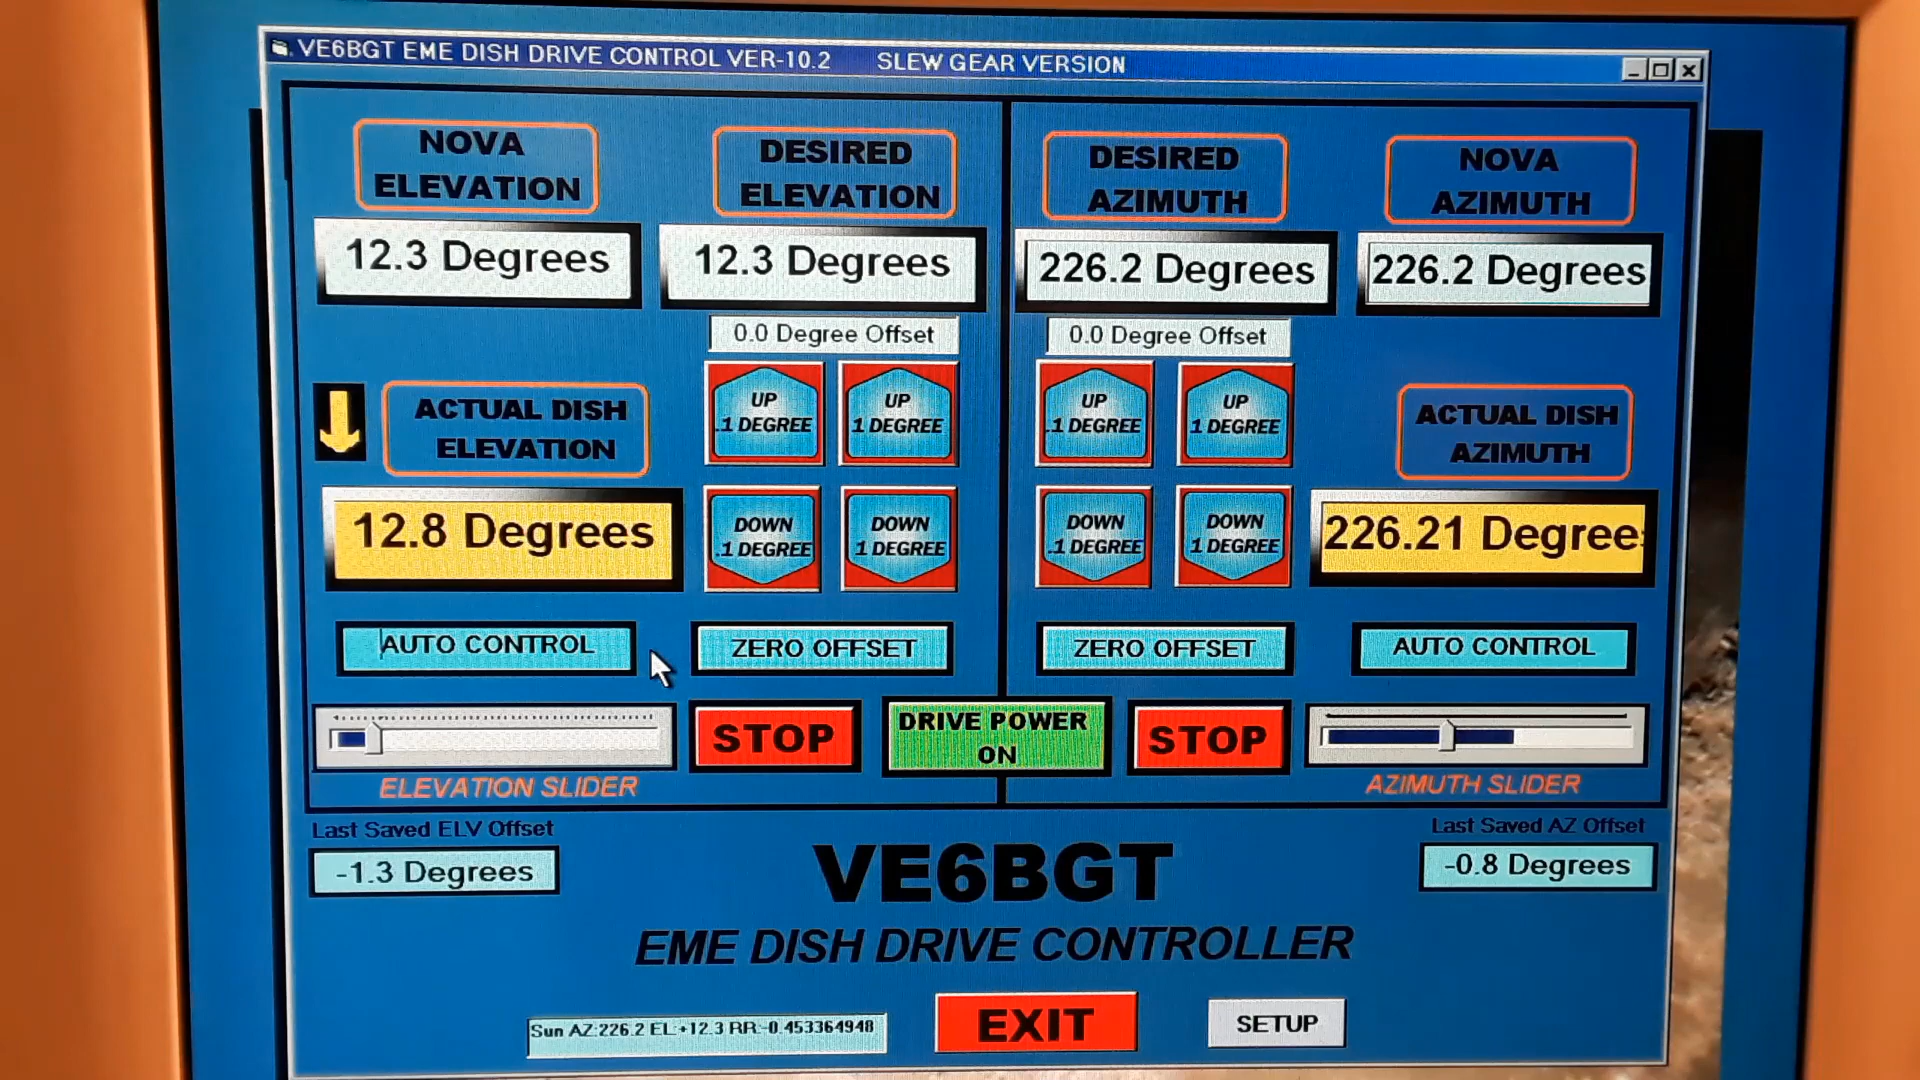 VE6BGT EME DISH DRIVE CONTROL VER-10.2 SLEW GEAR VERSION
NOVA
ELEVATION
DESIRED
ELEVATION
DESIRED
AZIMUTH
NOVA
AZIMUTH
12.3 Degrees
12.3 Degrees
226.2 Degrees
226.2 Degrees
0.0 Degree Offset
0.0 Degree Offset
ACTUAL DISH
ELEVATION
UP
.1 DEGREE
UP
1 DEGREE
UP
.1 DEGREE
UP
1 DEGREE
ACTUAL DISH
AZIMUTH
12.8 Degrees
DOWN
.1 DEGREE
DOWN
1 DEGREE
DOWN
.1 DEGREE
DOWN
1 DEGREE
226.21 Degree
AUTO CONTROL
ZERO OFFSET
ZERO OFFSET
AUTO CONTROL
STOP
DRIVE POWER
ON
STOP
ELEVATION SLIDER
AZIMUTH SLIDER
Last Saved ELV Offset
Last Saved AZ Offset
-1.3 Degrees
-0.8 Degrees
VE6BGT
EME DISH DRIVE CONTROLLER
Sun AZ:226.2 EL:+12.3 RR:-0.453364948
EXIT
SETUP